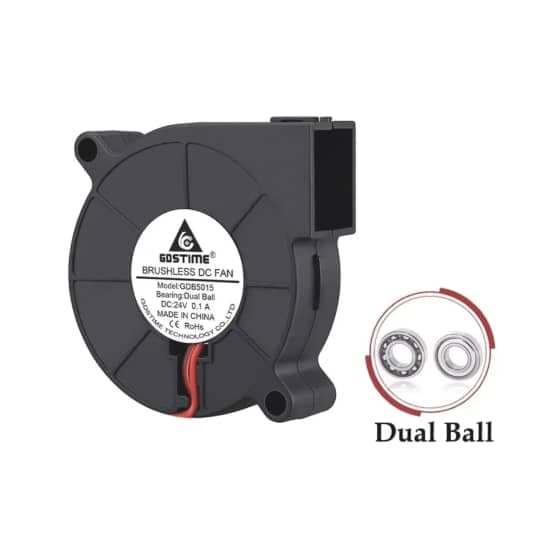 GDSTIME®
BRUSHLESS DC FAN
Model:GDB5015
Bearing:Dual Ball
DC:24V 0.1 A
MADE IN CHINA
CE RoHs
GDSTIME TECHNOLOGY CO.,LTD
Dual Ball